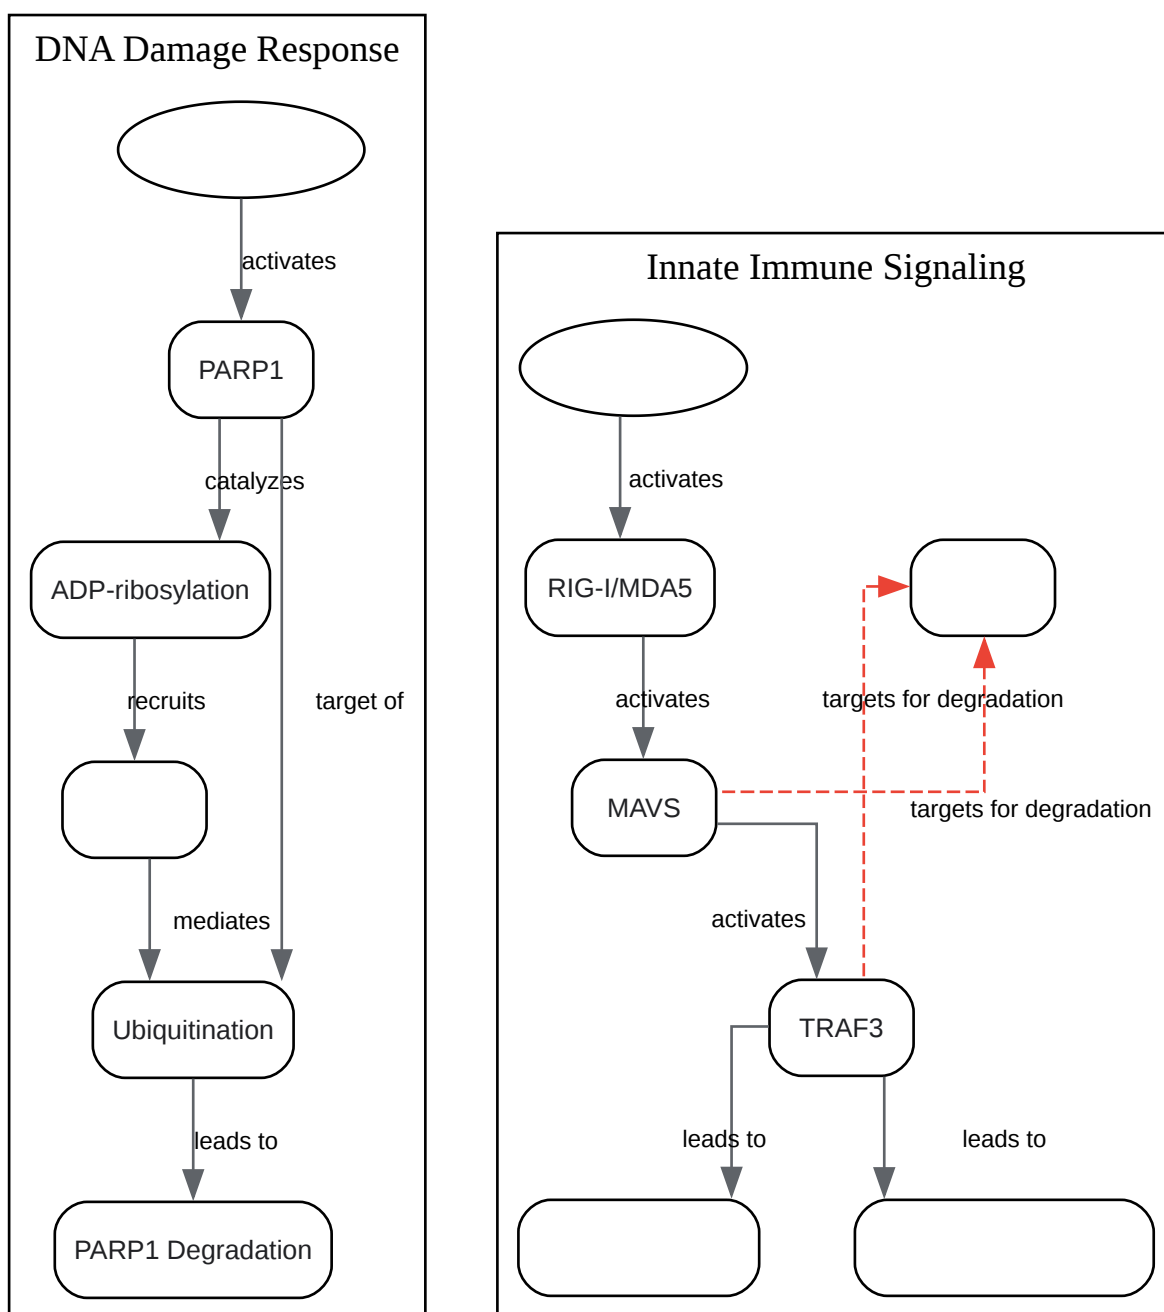 DNA Damage Response
activates
PARP1
catalyzes
ADP-ribosylation
recruits
target of
mediates
Ubiquitination
leads to
PARP1 Degradation
Innate Immune Signaling
activates
RIG-I/MDA5
activates
targets for degradation
MAVS
targets for degradation
activates
TRAF3
leads to
leads to